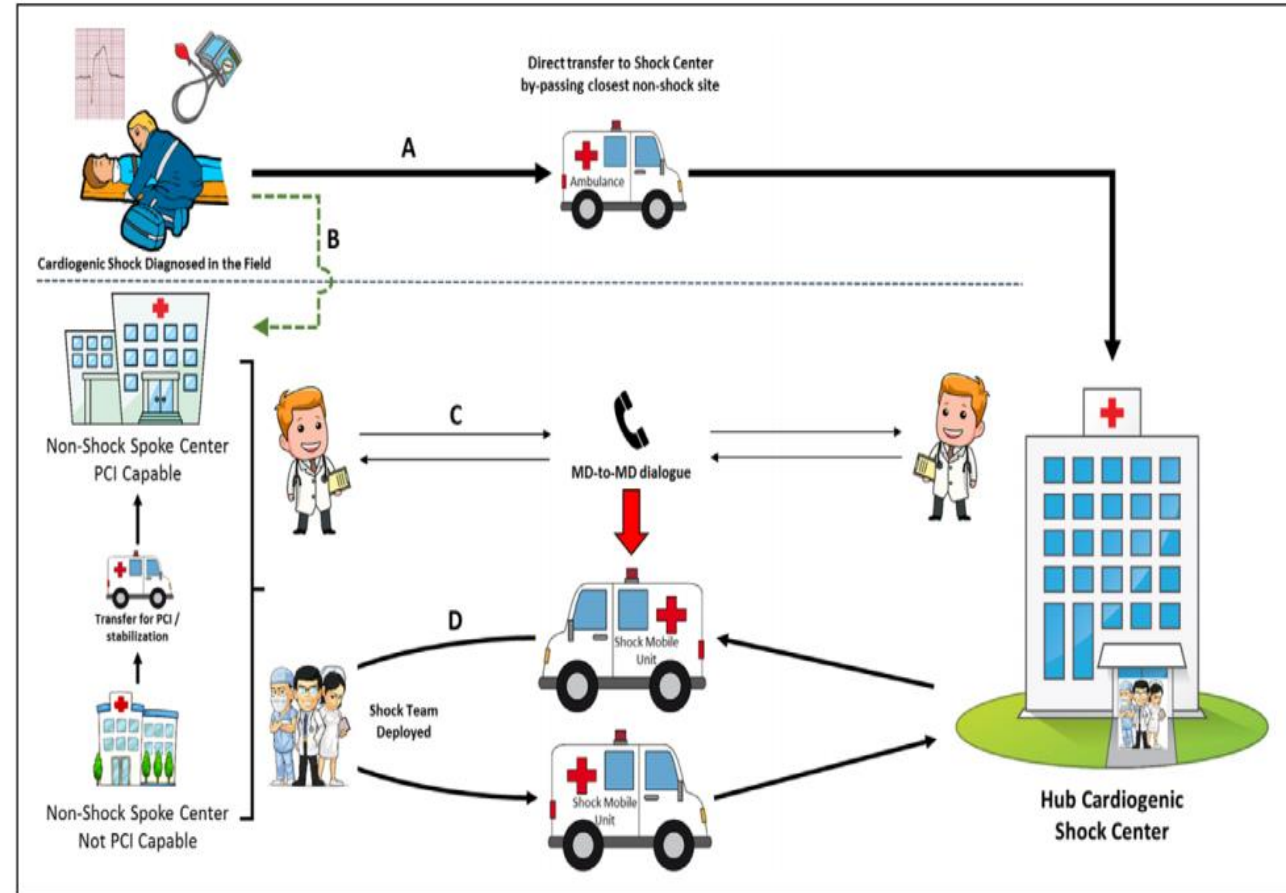 Direct transfer to Shock Center
by-passing closest non-shock site
A
Ambulance
B
Cardiogenic Shock Diagnosed in the Field
Non-Shock Spoke Center
PCI Capable
C
MD-to-MD dialogue
Transfer for PCI /
stabilization
D
Shock Mobile
Unit
Shock Team
Deployed
Shock Mobile
Unit
Non-Shock Spoke Center
Not PCI Capable
Hub Cardiogenic
Shock Center